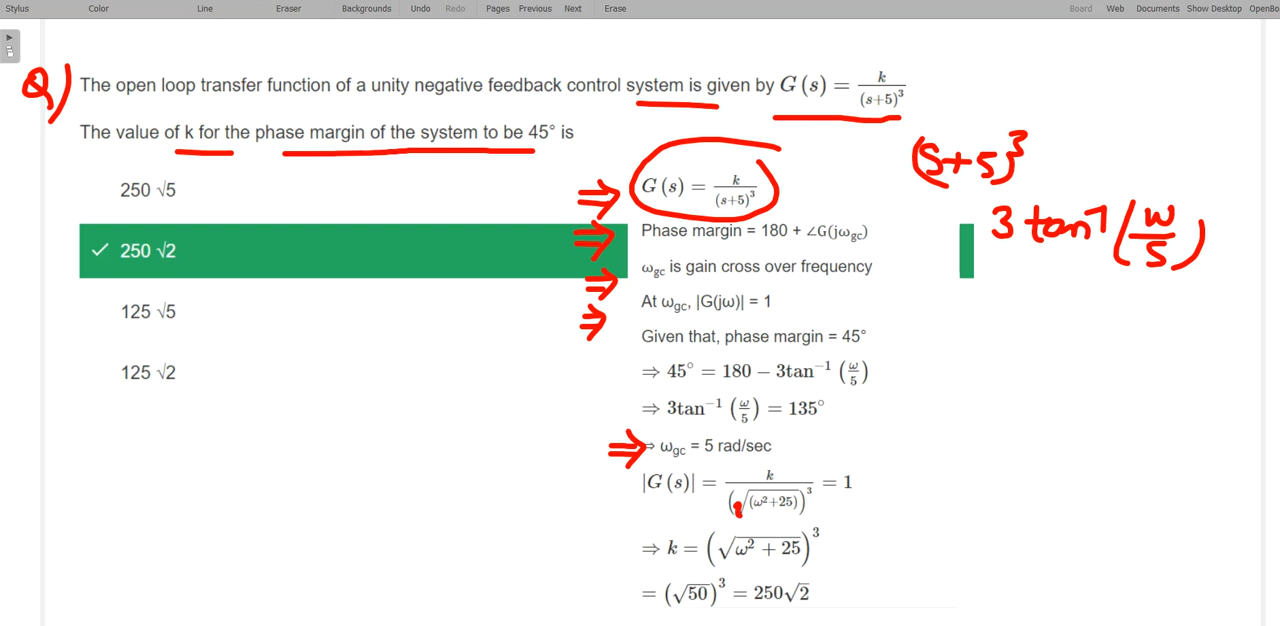 Stylus Color Line Eraser Backgrounds Undo Redo Pages Previous Next Erase Board Web Documents Show Desktop OpenBo
Q) The open loop transfer function of a unity negative feedback control system is given by G (s) = k/(s+5)³
The value of k for the phase margin of the system to be 45° is
250 √5
250 √2
125 √5
125 √2
⇒ G (s) = k/(s+5)³
⇒ Phase margin = 180 + ∠G(jω_gc)
⇒ ω_gc is gain cross over frequency
⇒ At ω_gc, |G(jω)| = 1
Given that, phase margin = 45°
⇒ 45° = 180 − 3tan⁻¹ (ω/5)
⇒ 3tan⁻¹ (ω/5) = 135°
⇒ ⇒ ω_gc = 5 rad/sec
|G (s)| = k/(√(ω²+25))³ = 1
⇒ k = (√(ω² + 25))³
= (√50)³ = 250√2
(s+5)³
3 tan⁻¹(ω/5)